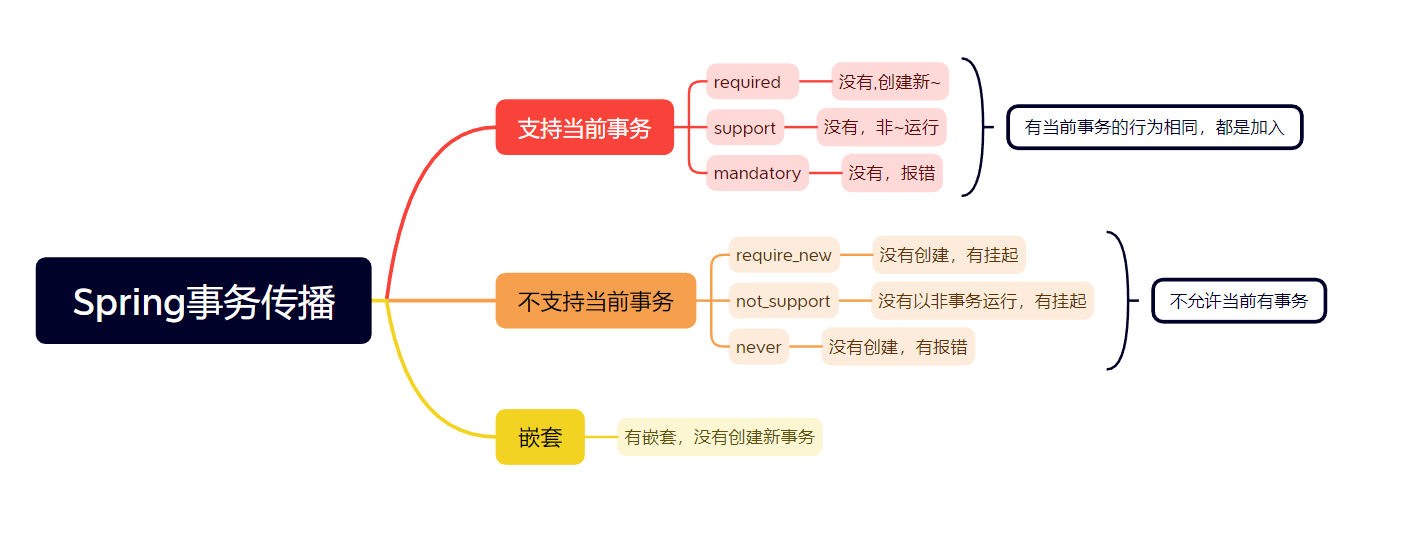 Spring事务传播
支持当前事务
required
没有,创建新~
support
没有，非~运行
mandatory
没有，报错
有当前事务的行为相同，都是加入
不支持当前事务
require_new
没有创建，有挂起
not_support
没有以非事务运行，有挂起
never
没有创建，有报错
不允许当前有事务
嵌套
有嵌套，没有创建新事务